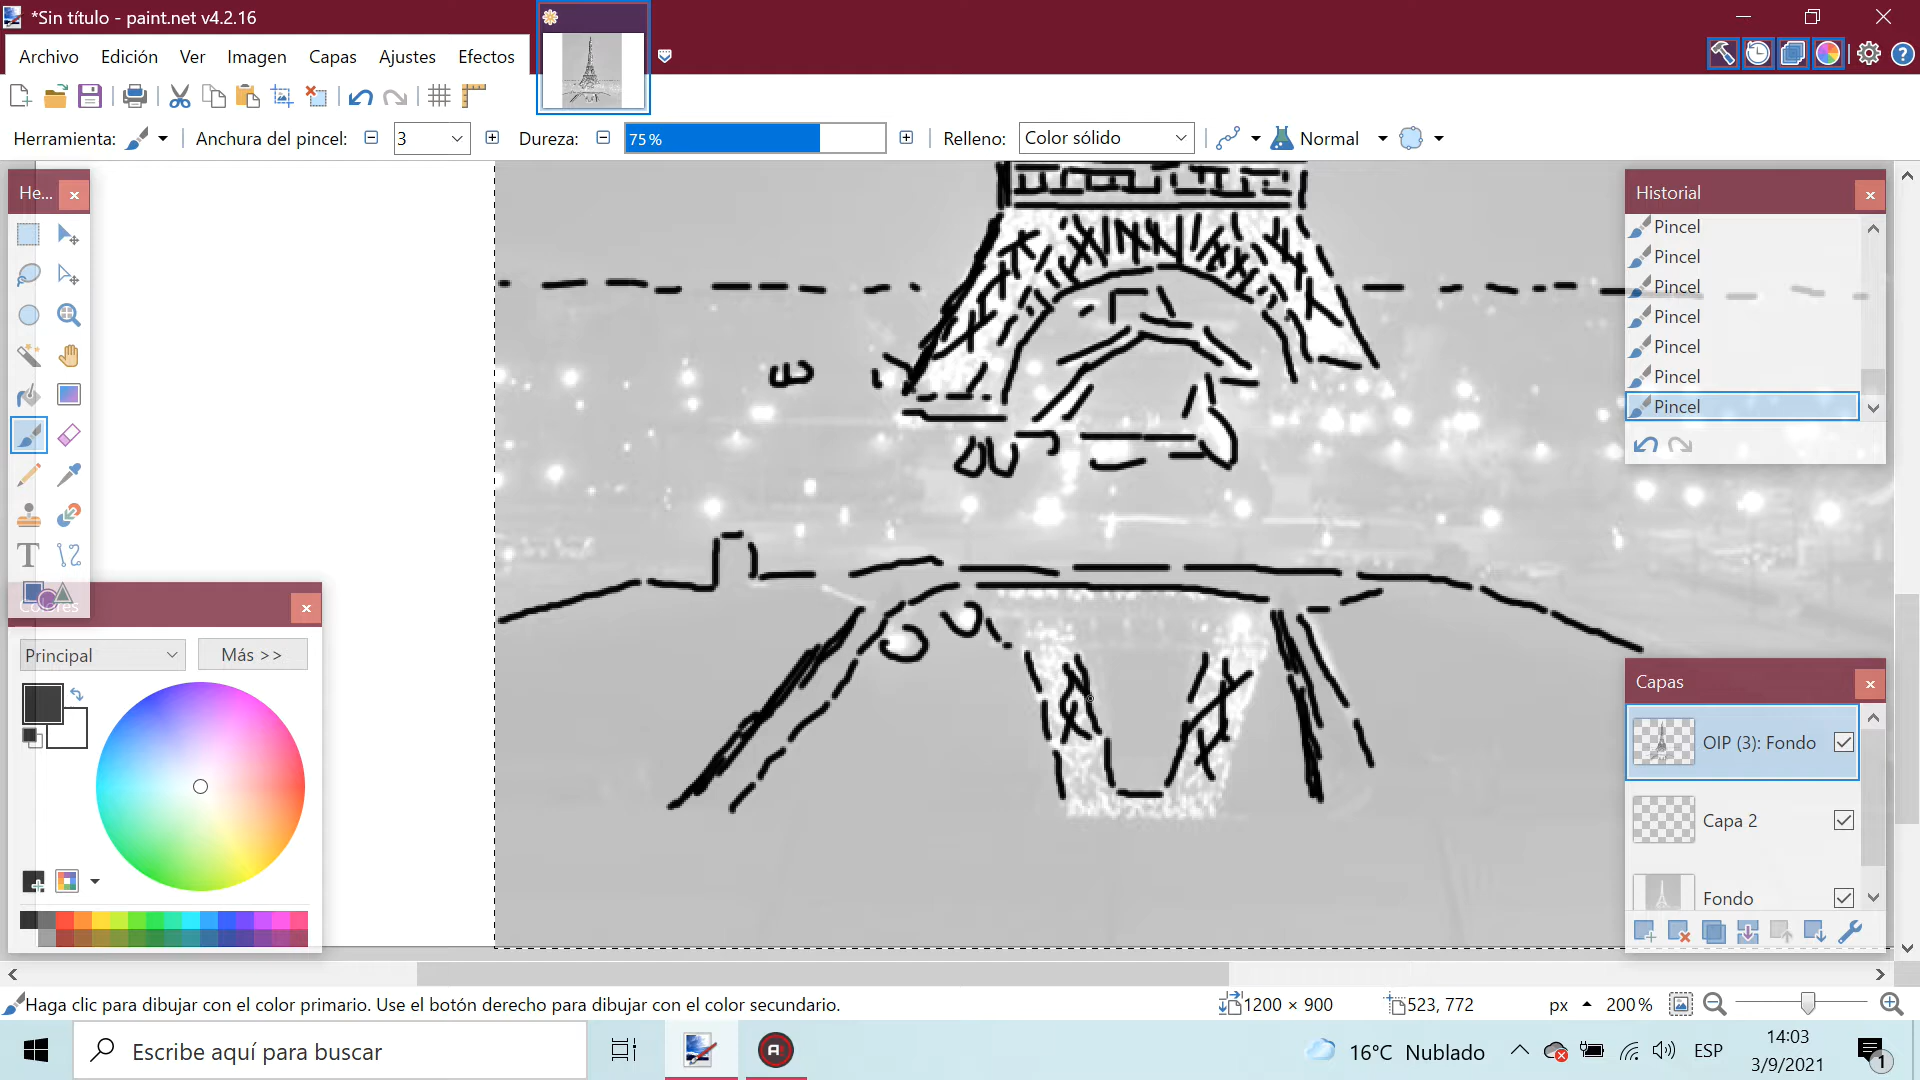 *Sin título - paint.net v4.2.16
Archivo Edición Ver Imagen Capas Ajustes Efectos
Herramienta: Anchura del pincel: 3 Dureza: 75% Relleno: Color sólido Normal
He...
Historial
Pincel
Pincel
Pincel
Pincel
Pincel
Pincel
Pincel
Colores
Principal Más >>
Capas
OIP (3): Fondo
Capa 2
Fondo
Haga clic para dibujar con el color primario. Use el botón derecho para dibujar con el color secundario. 1200 × 900 523, 772 px 200%
Escribe aquí para buscar 16°C Nublado ESP 14:03
3/9/2021 1